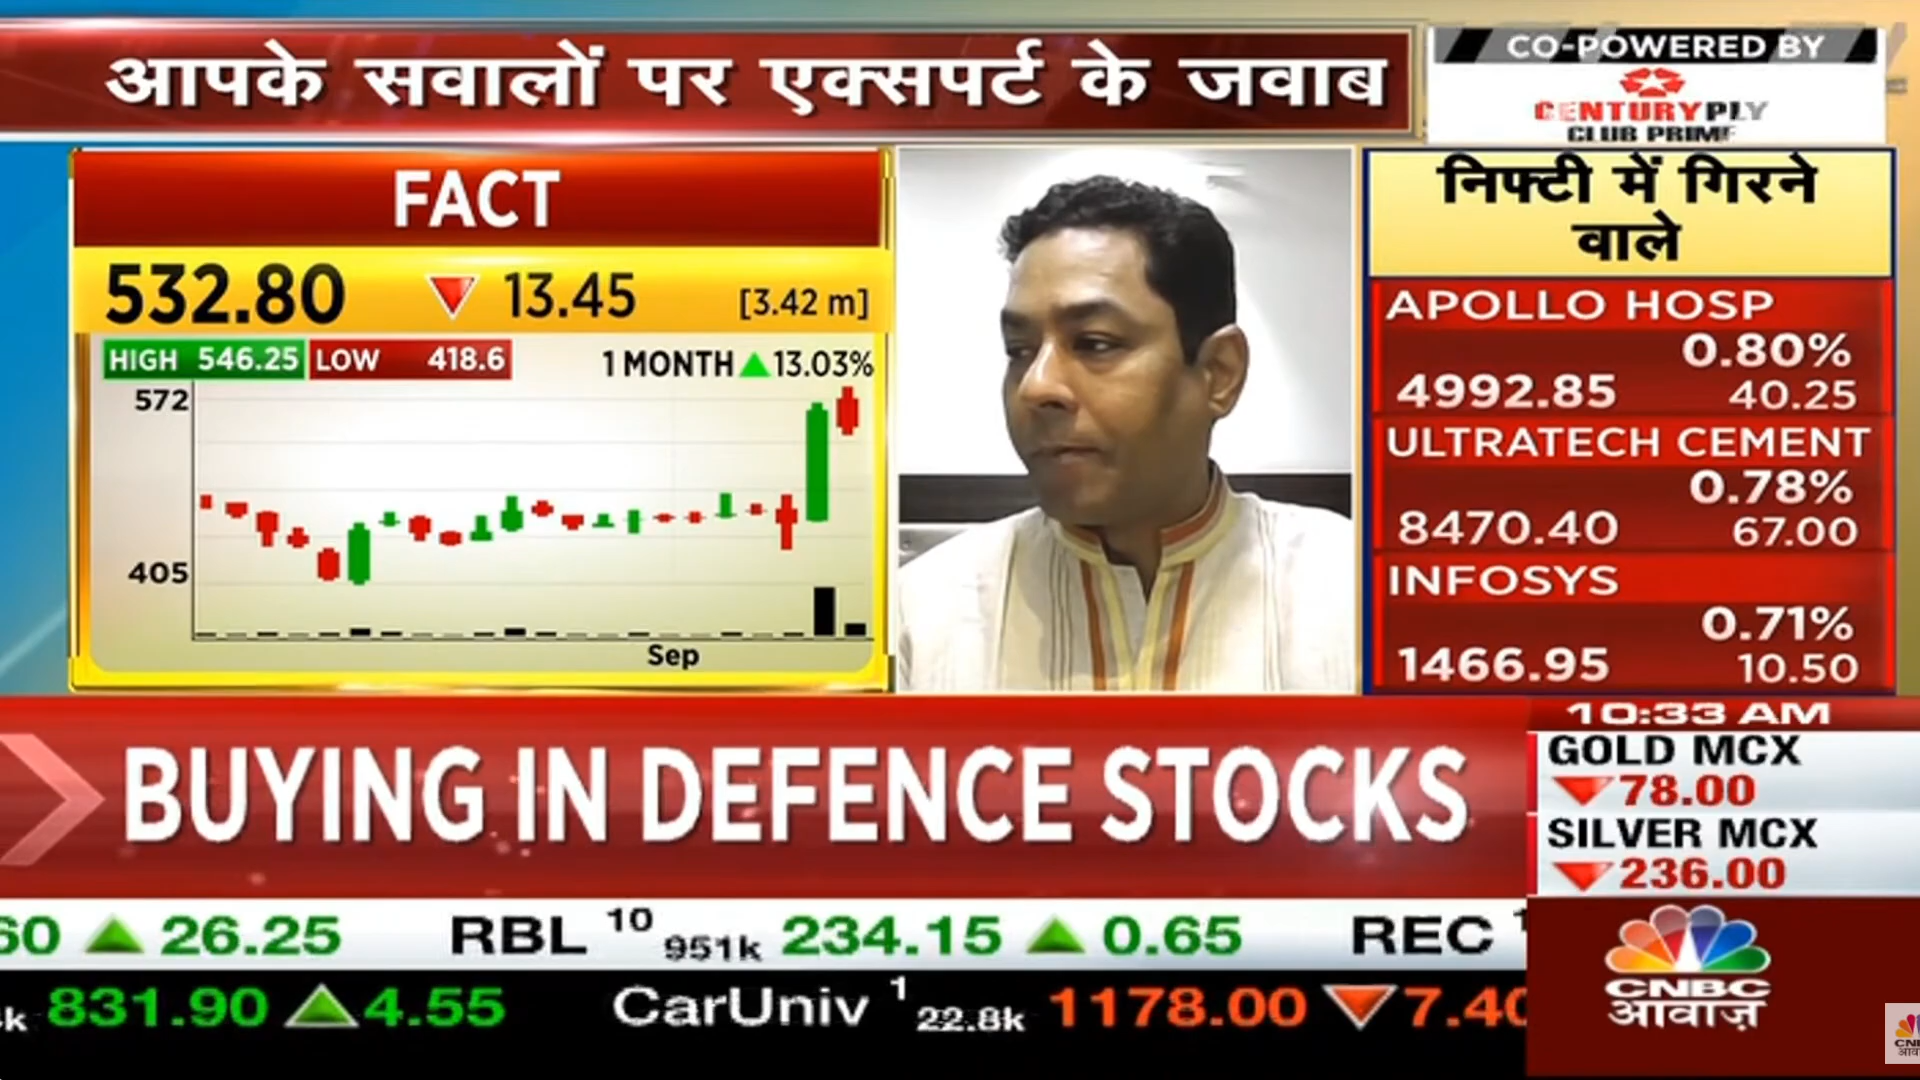 आपके सवालों पर एक्सपर्ट के जवाब
CO-POWERED BY
CENTURYPLY
CLUB PRIME
FACT
532.80 ▼ 13.45 [3.42 m]
HIGH 546.25 LOW 418.6 1 MONTH ▲ 13.03%
572
405
Sep
निफ्टी में गिरने
वाले
APOLLO HOSP
0.80%
4992.85 40.25
ULTRATECH CEMENT
0.78%
8470.40 67.00
INFOSYS
0.71%
1466.95 10.50
BUYING IN DEFENCE STOCKS
10:33 AM
GOLD MCX
▼ 78.00
SILVER MCX
▼ 236.00
60 ▲ 26.25 RBL 10 951k 234.15 ▲ 0.65 REC 1
k 831.90 ▲ 4.55 CarUniv 1 22.8k 1178.00 ▼ 7.40
CNBC
आवाज़